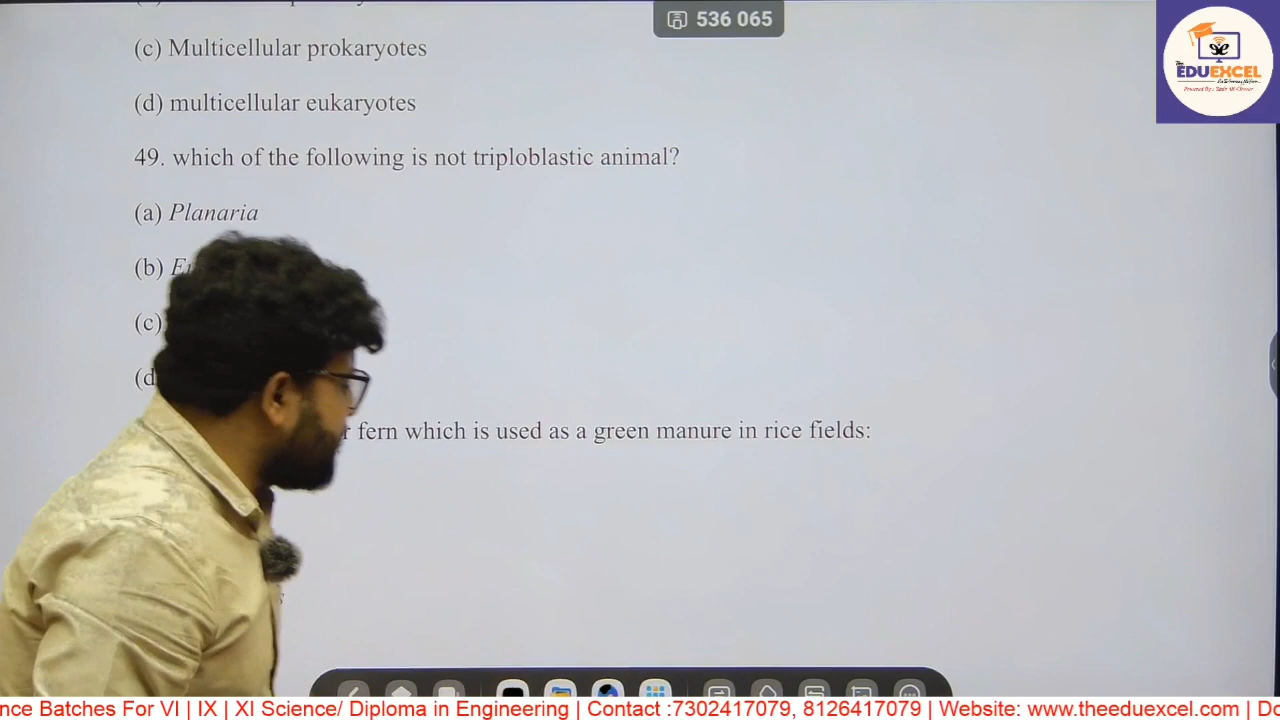 536 065
(c) Multicellular prokaryotes
The
EDUEXCEL
(d) multicellular eukaryotes
49. which of the following is not triploblastic animal?
(a) Planaria
(b)
(c)
(d
fern which is used as a green manure in rice fields:
nce Batches For VI | IX | XI Science/ Diploma in Engineering | Contact :7302417079, 8126417079 | Website: www.theeduexcel.com | Do